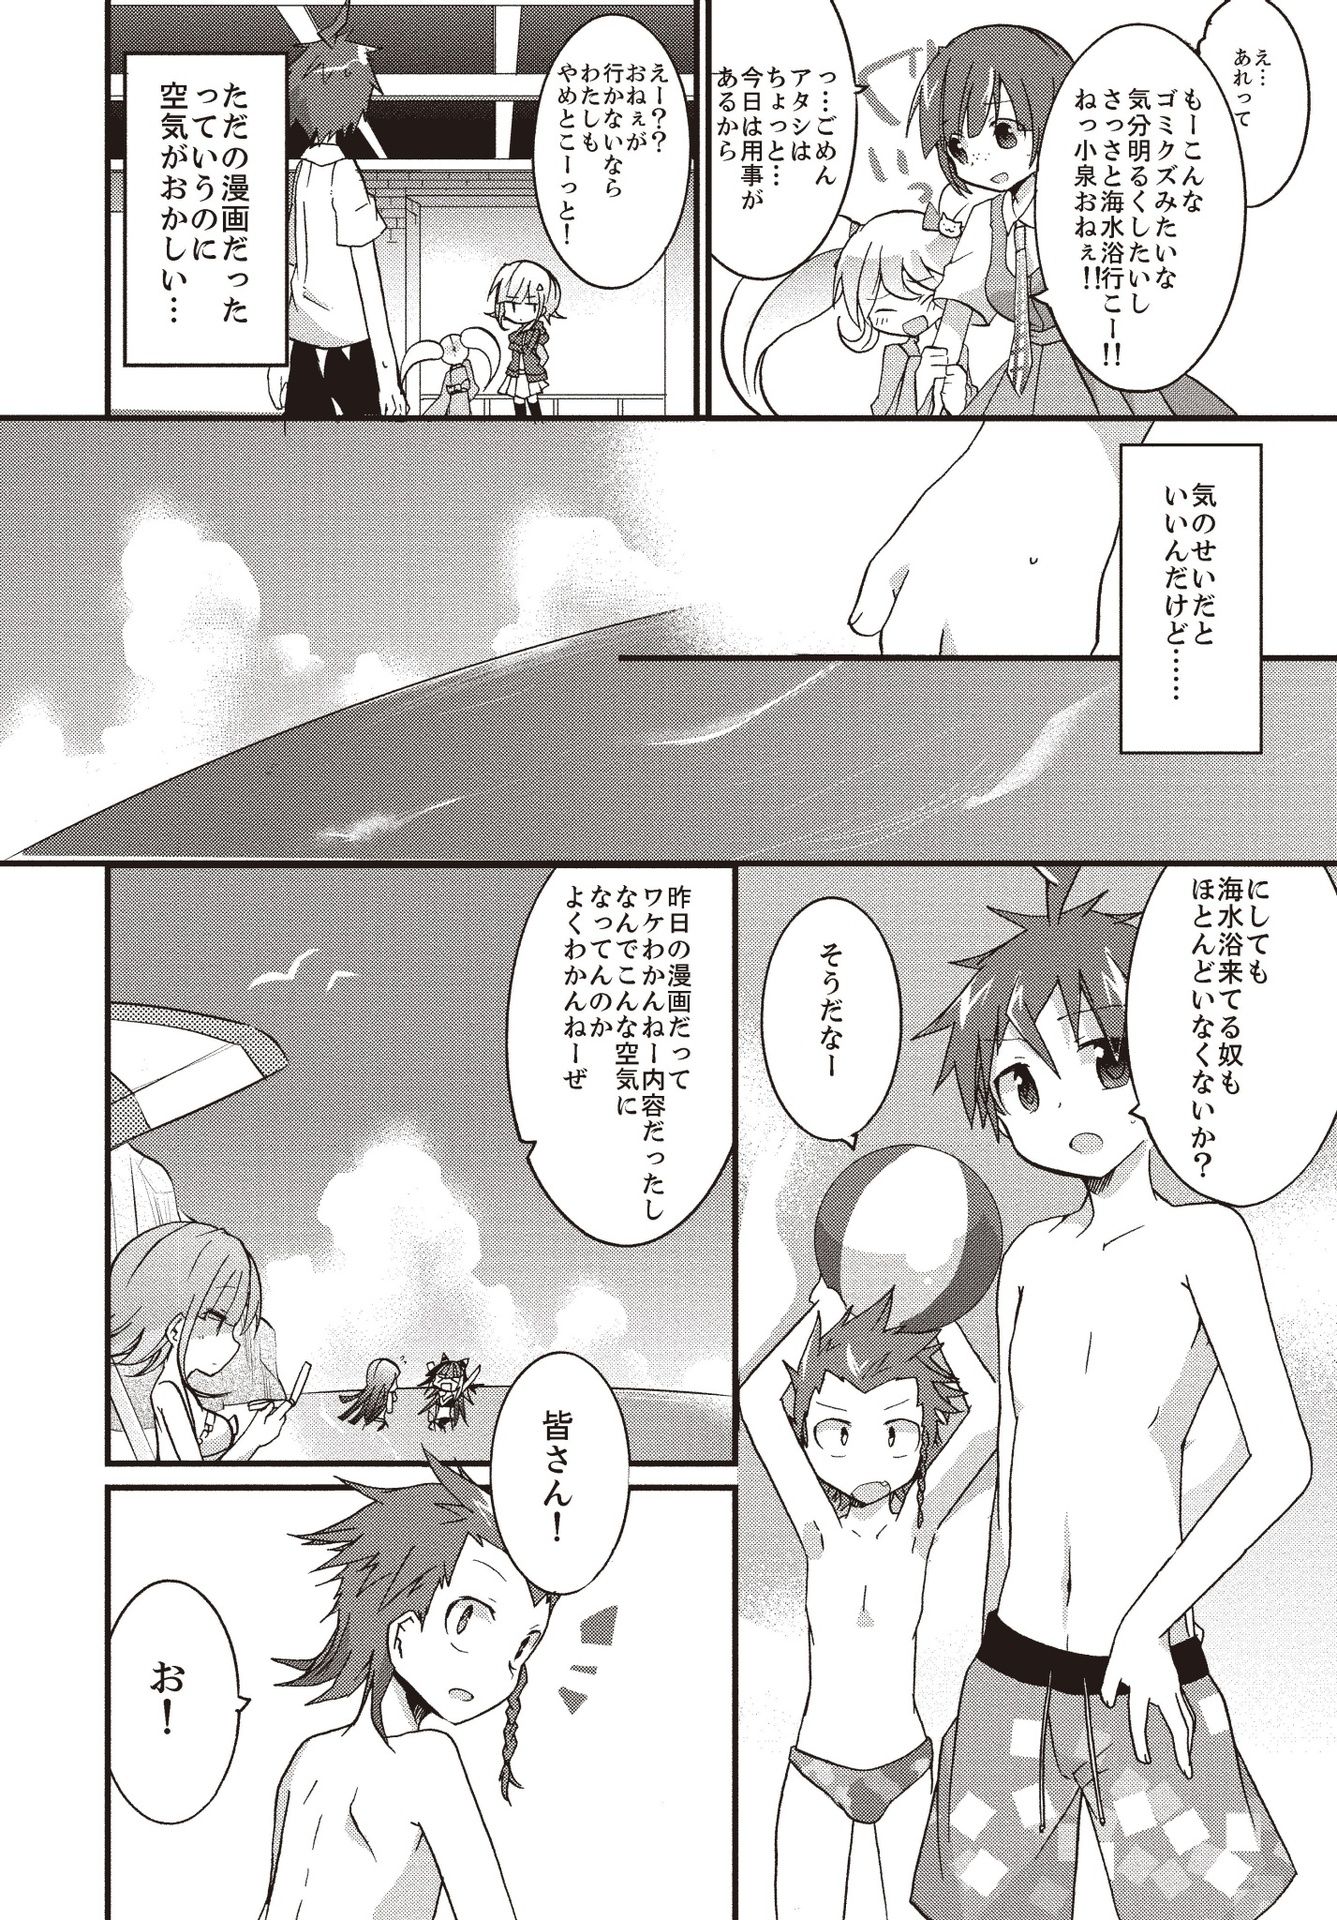 え…
あれって
もーこんな
ゴミクズみたいな
気分明るくしたいし
さっさと海水浴行こー!!
ねっ小泉おねぇ!!
っ…ごめん
アタシは
ちょっと…
今日は用事が
あるから
えー??
おねぇが
行かないなら
わたしも
やめとこーっと!
ただの漫画だった
っていうのに
空気がおかしい…
気のせいだと
いいんだけど……
にしても
海水浴来てる奴も
ほとんどいなくないか?
そうだなー
昨日の漫画だって
ワケわかんねー内容だったし
なんでこんな空気に
なってんのか
よくわかんねーぜ
皆さん!
お!